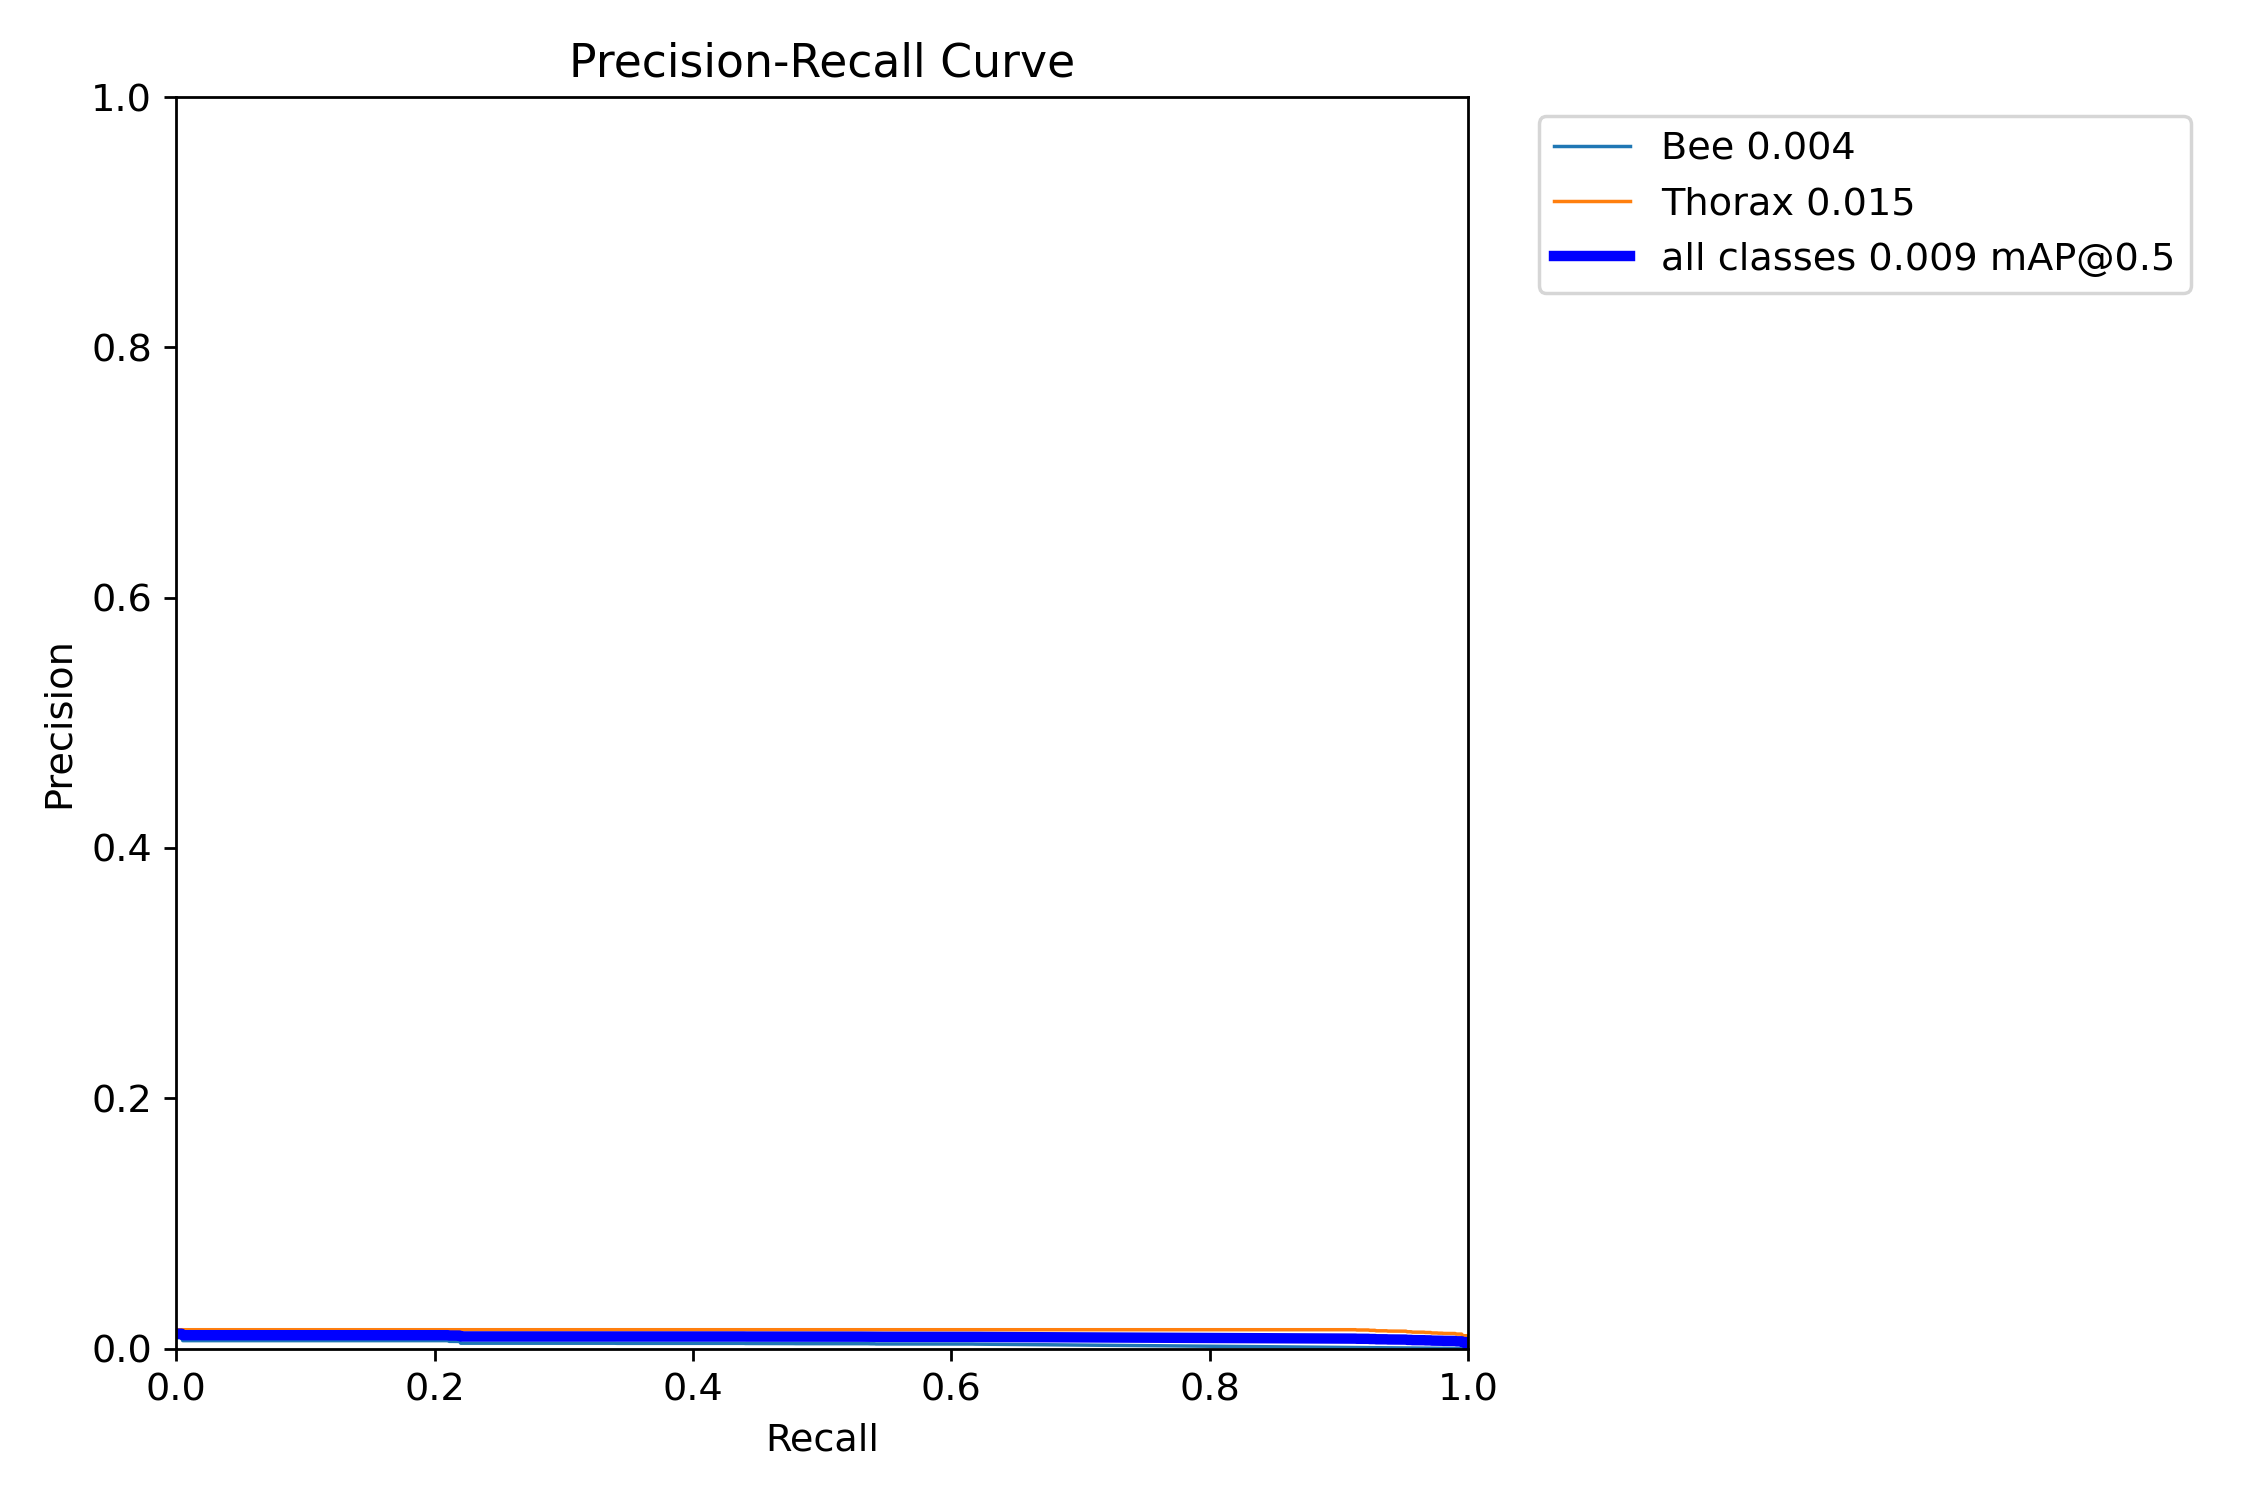 Precision-Recall Curve
1.0
0.8
0.6
0.4
0.2
0.0
Precision
0.0 0.2 0.4 0.6 0.8 1.0
Recall
Bee 0.004
Thorax 0.015
all classes 0.009 mAP@0.5